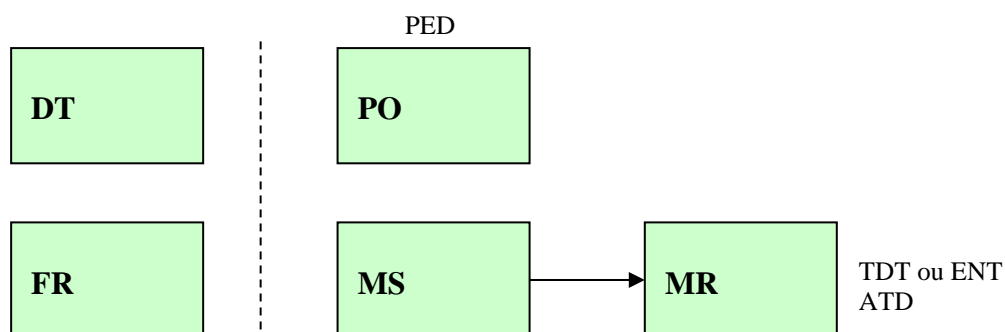 PED
DT
PO
FR
MS
MR
TDT ou ENT
ATD